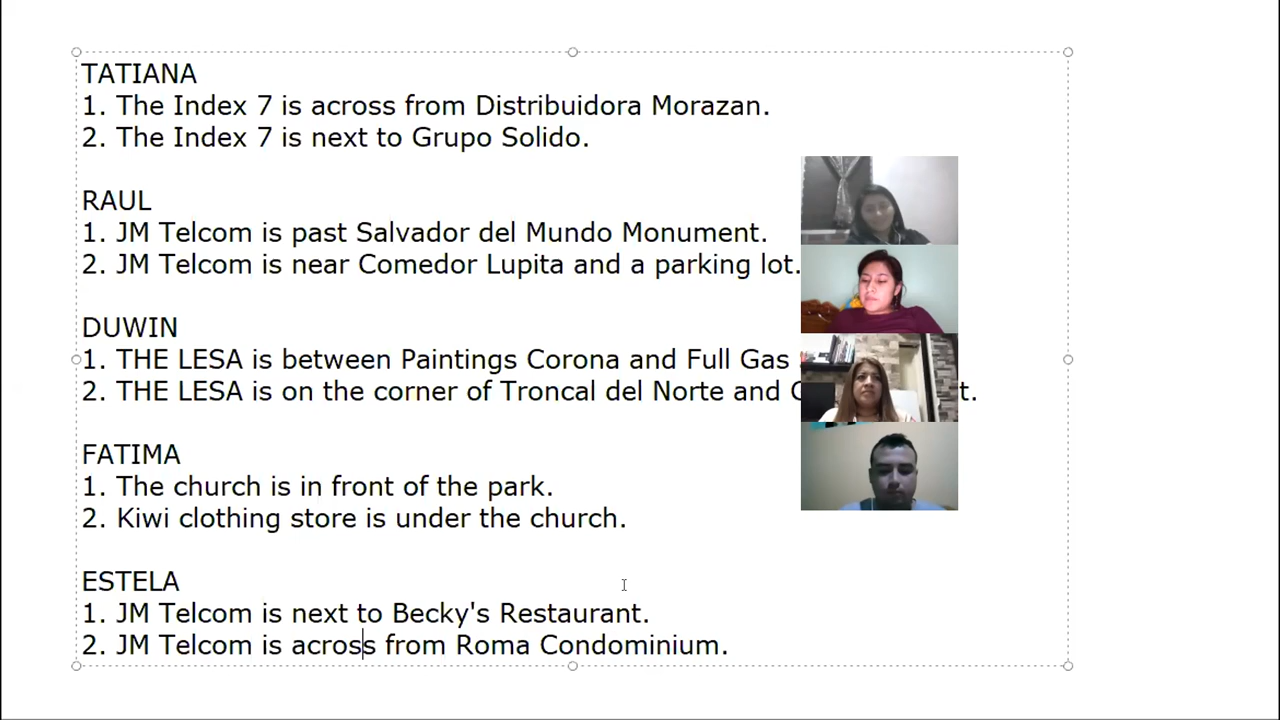 TATIANA
1. The Index 7 is across from Distribuidora Morazan.
2. The Index 7 is next to Grupo Solido.
RAUL
1. JM Telcom is past Salvador del Mundo Monument.
2. JM Telcom is near Comedor Lupita and a parking lot.
DUWIN
1. THE LESA is between Paintings Corona and Full Gas
2. THE LESA is on the corner of Troncal del Norte and
FATIMA
1. The church is in front of the park.
2. Kiwi clothing store is under the church.
ESTELA
1. JM Telcom is next to Becky's Restaurant.
2. JM Telcom is across from Roma Condominium.